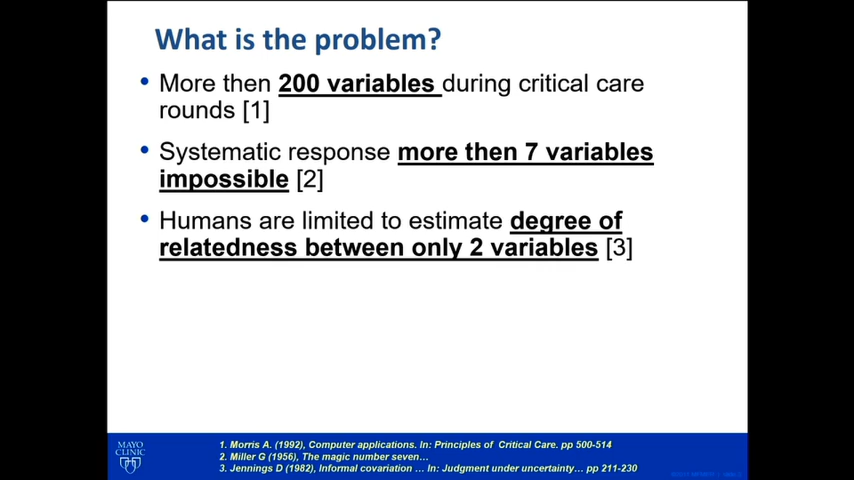 What is the problem?
• More then 200 variables during critical care
rounds [1]
• Systematic response more then 7 variables
impossible [2]
• Humans are limited to estimate degree of
relatedness between only 2 variables [3]
MAYO
CLINIC
1. Morris A. (1992), Computer applications. In: Principles of Critical Care. pp 500-514
2. Miller G (1956), The magic number seven…
3. Jennings D (1982), Informal covariation … In: Judgment under uncertainty… pp 211-230